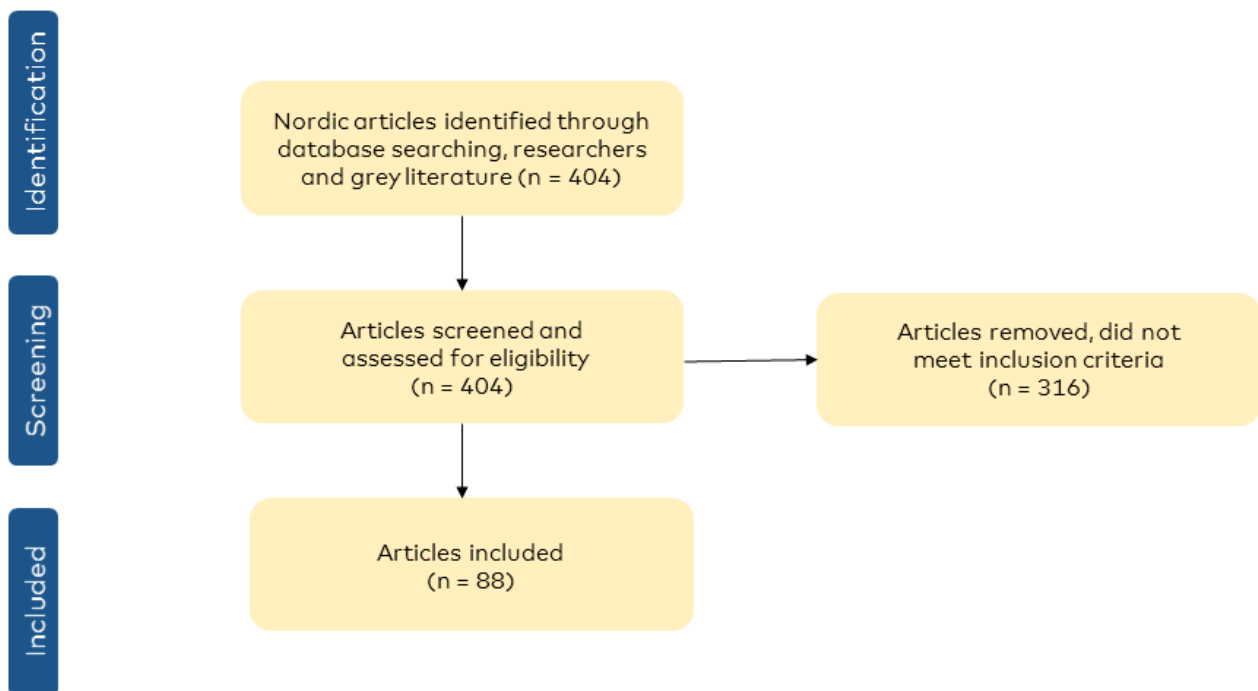 Identification
Nordic articles identified through
database searching, researchers
and grey literature (n = 404)
Screening
Articles screened and
assessed for eligibility
(n = 404)
Articles removed, did not
meet inclusion criteria
(n = 316)
Included
Articles included
(n = 88)